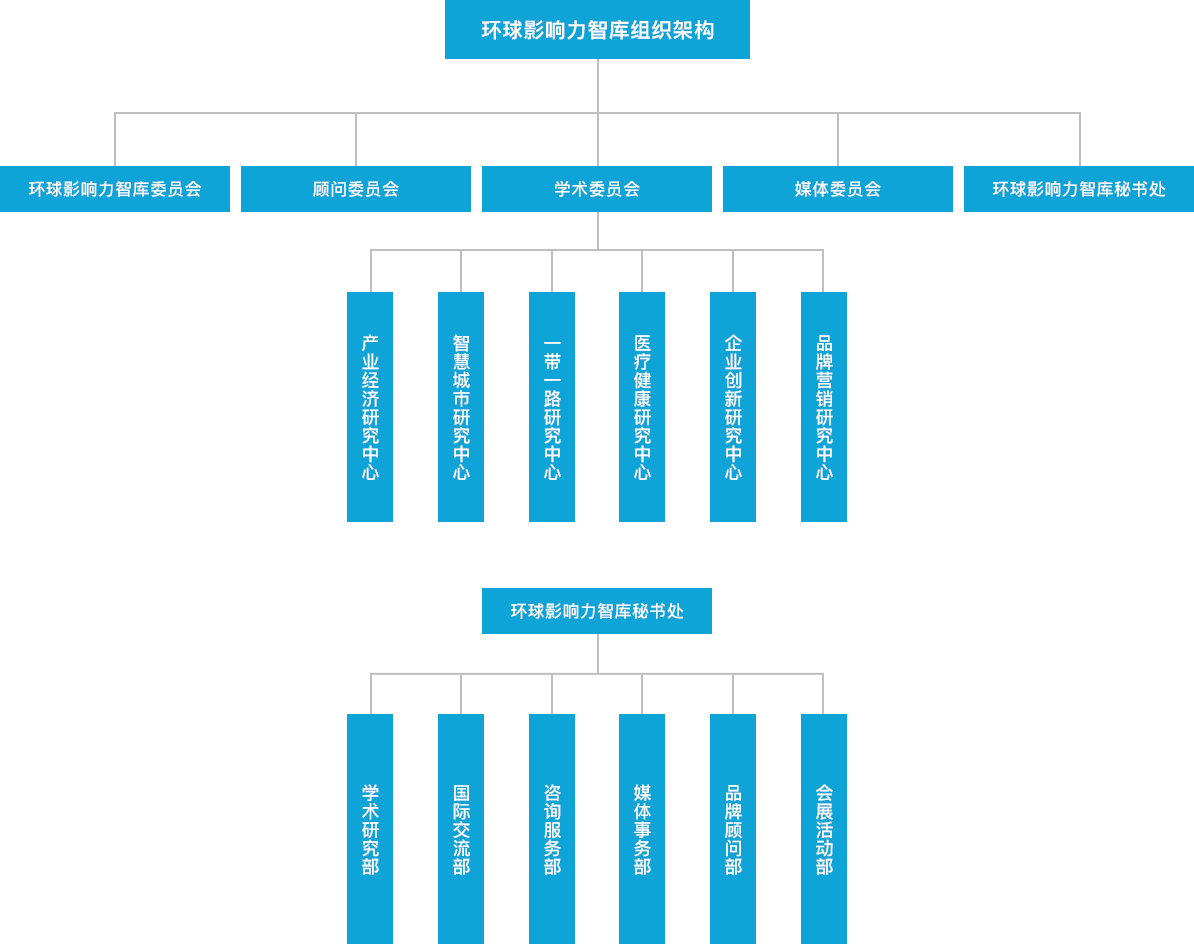 环球影响力智库组织架构
环球影响力智库委员会
顾问委员会
学术委员会
媒体委员会
环球影响力智库秘书处
产业经济研究中心
智慧城市研究中心
一带一路研究中心
医疗健康研究中心
企业创新研究中心
品牌营销研究中心
环球影响力智库秘书处
学术研究部
国际交流部
咨询服务部
媒体事务部
品牌顾问部
会展活动部